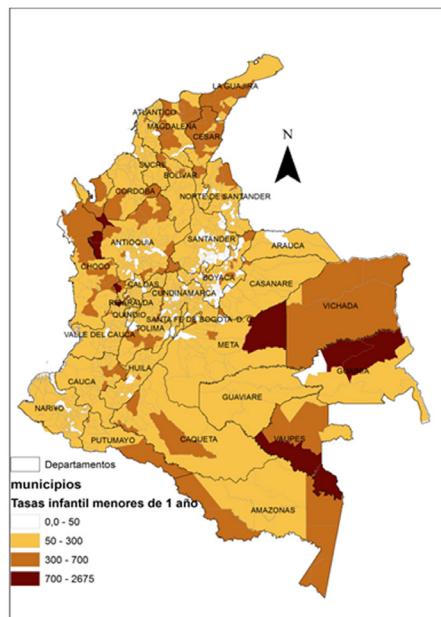 LA GUAJIRA
ATLANTICO
MAGDALENA
CESAR
N
SUCRE
BOLIVAR
CORDOBA
NORTE DE SANTANDER
ANTIOQUIA
SANTANDER
ARAUCA
CHOCO
BOYACA
CALDAS
CASANARE
CUNDINAMARCA
RISARALDA
VICHADA
QUINDIO
SANTA FE DE BOGOTA D. C
VALLE DEL CAUCA
TOLIMA
META
HUILA
GUAINIA
CAUCA
GUAVIARE
NARIÑO
VAUPES
CAQUETA
PUTUMAYO
AMAZONAS
Departamentos
municipios
Tasas infantil menores de 1 año
0,0 - 50
50 - 300
300 - 700
700 - 2675